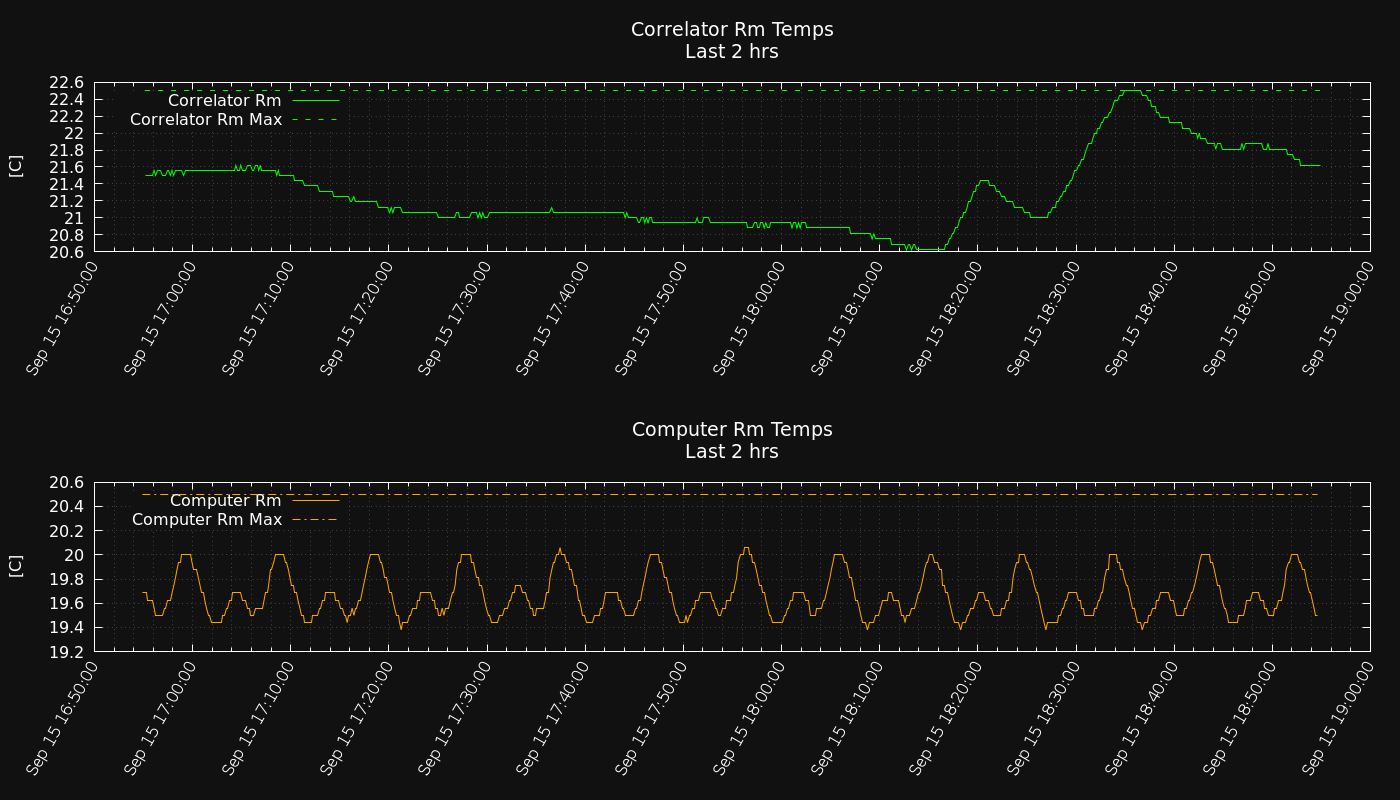 Correlator Rm Temps
Last 2 hrs
22.6
22.4
22.2
22
21.8
21.6
21.4
21.2
21
20.8
20.6
[C]
Correlator Rm
Correlator Rm Max
Sep 15 16:50:00
Sep 15 17:00:00
Sep 15 17:10:00
Sep 15 17:20:00
Sep 15 17:30:00
Sep 15 17:40:00
Sep 15 17:50:00
Sep 15 18:00:00
Sep 15 18:10:00
Sep 15 18:20:00
Sep 15 18:30:00
Sep 15 18:40:00
Sep 15 18:50:00
Sep 15 19:00:00
Computer Rm Temps
Last 2 hrs
20.6
20.4
20.2
20
19.8
19.6
19.4
19.2
[C]
Computer Rm
Computer Rm Max
Sep 15 16:50:00
Sep 15 17:00:00
Sep 15 17:10:00
Sep 15 17:20:00
Sep 15 17:30:00
Sep 15 17:40:00
Sep 15 17:50:00
Sep 15 18:00:00
Sep 15 18:10:00
Sep 15 18:20:00
Sep 15 18:30:00
Sep 15 18:40:00
Sep 15 18:50:00
Sep 15 19:00:00